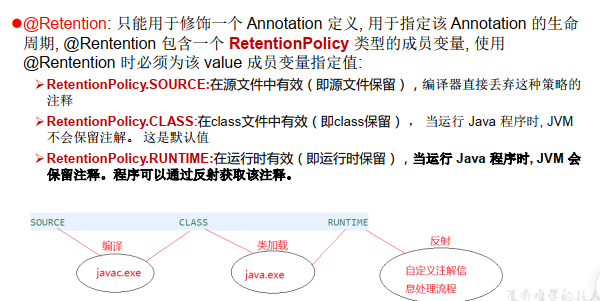 ●@Retention: 只能用于修饰一个 Annotation 定义, 用于指定该 Annotation 的生命
周期, @Rentention 包含一个 RetentionPolicy 类型的成员变量, 使用
@Rentention 时必须为该 value 成员变量指定值:
➢RetentionPolicy.SOURCE:在源文件中有效（即源文件保留）, 编译器直接丢弃这种策略的
注释
➢RetentionPolicy.CLASS:在class文件中有效（即class保留） ， 当运行 Java 程序时, JVM
不会保留注解。 这是默认值
➢RetentionPolicy.RUNTIME:在运行时有效（即运行时保留）, 当运行 Java 程序时, JVM 会
保留注释。程序可以通过反射获取该注释。
SOURCE CLASS RUNTIME
编译 类加载 反射
javac.exe java.exe 自定义注解信
息处理流程